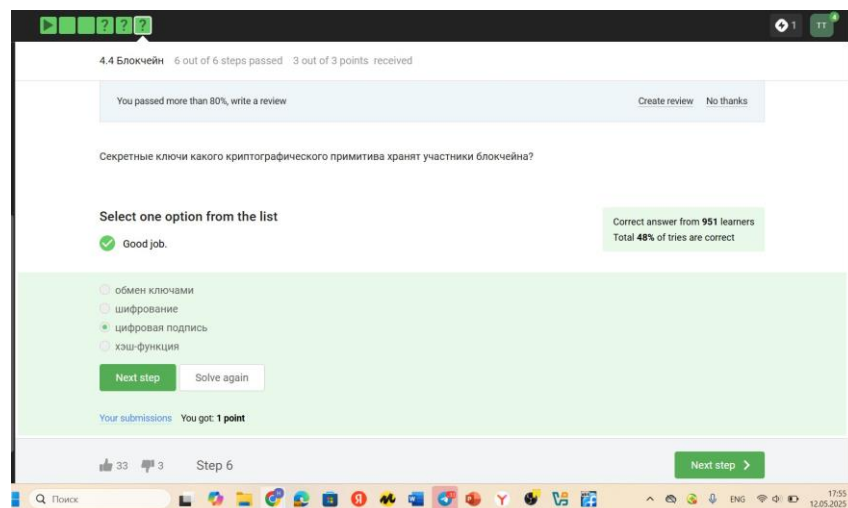 ? ? ?
1
TT
4
4.4 Блокчейн 6 out of 6 steps passed 3 out of 3 points received
You passed more than 80%, write a review Create review No thanks
Секретные ключи какого криптографического примитива хранят участники блокчейна?
Select one option from the list
Good job.
Correct answer from 951 learners
Total 48% of tries are correct
обмен ключами
шифрование
цифровая подпись
хэш-функция
Next step Solve again
Your submissions You got: 1 point
33 3 Step 6 Next step
Поиск ENG 17:55
12.05.2025